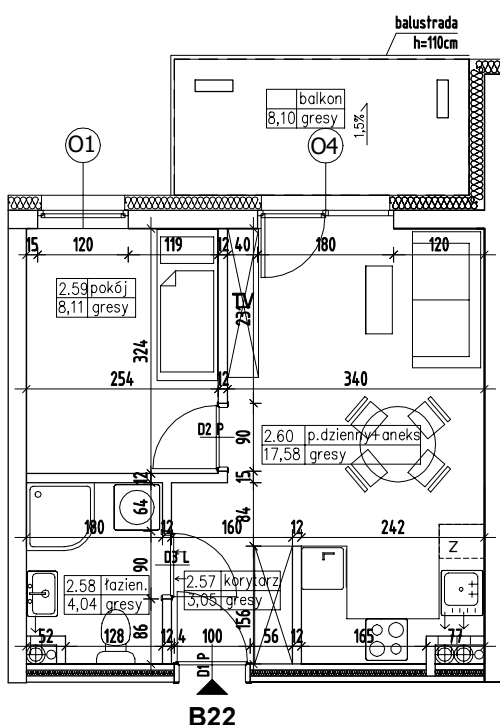 balustrada
h=110cm
balkon
8,10 gresy
1,5%
O1
O4
15 120 119 12 40 180 120
2.59 pokój
8,11 gresy
TV
231
324
254 12 340
D2 P
90
2.60 p.dzienny+aneks
17,58 gresy
12
15
64
84
180 12 160 12 242
Z
D3 L
90
2.58 łazien.
4,04 gresy
2.57 korytarz
3,05 gresy
86
156
52 128 12 4 100 56 12 165 77
D1 P
B22